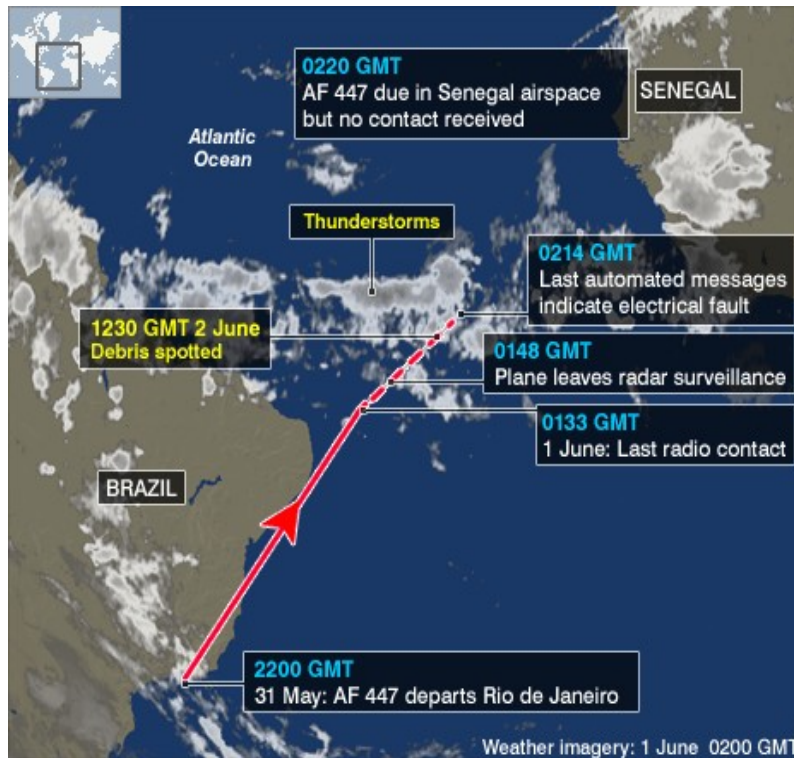 0220 GMT
AF 447 due in Senegal airspace
but no contact received
SENEGAL
Atlantic
Ocean
Thunderstorms
0214 GMT
Last automated messages
indicate electrical fault
1230 GMT 2 June
Debris spotted
0148 GMT
Plane leaves radar surveillance
0133 GMT
1 June: Last radio contact
BRAZIL
2200 GMT
31 May: AF 447 departs Rio de Janeiro
Weather imagery: 1 June 0200 GMT